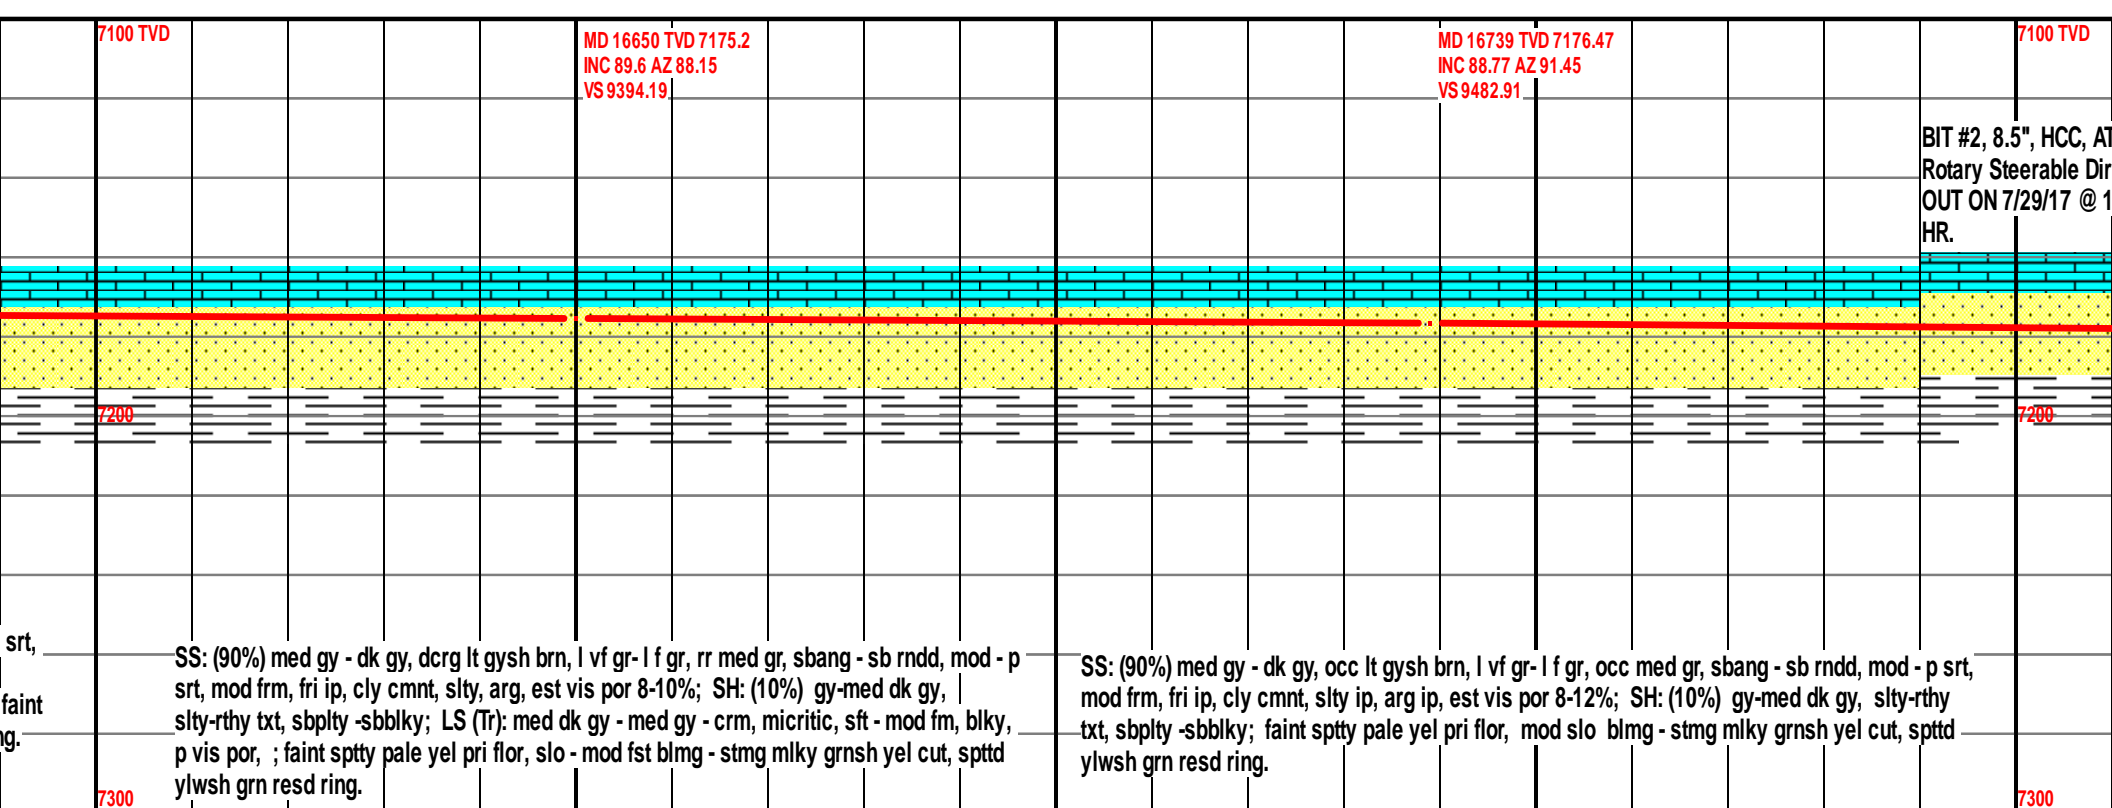 7100 TVD
MD 16650 TVD 7175.2
INC 89.6 AZ 88.15
VS 9394.19
MD 16739 TVD 7176.47
INC 88.77 AZ 91.45
VS 9482.91
7100 TVD
BIT #2, 8.5", HCC, AT
Rotary Steerable Dir
OUT ON 7/29/17 @ 1
HR.
7200
7200
srt,
faint
ng.
SS: (90%) med gy - dk gy, dcrg lt gysh brn, l vf gr- l f gr, rr med gr, sbang - sb rndd, mod - p
srt, mod frm, fri ip, cly cmnt, slty, arg, est vis por 8-10%; SH: (10%) gy-med dk gy,
slty-rthy txt, sbplty -sbblky; LS (Tr): med dk gy - med gy - crm, micritic, sft - mod fm, blky,
p vis por, ; faint sptty pale yel pri flor, slo - mod fst blmg - stmg mlky grnsh yel cut, spttd
ylwsh grn resd ring.
SS: (90%) med gy - dk gy, occ lt gysh brn, l vf gr- l f gr, occ med gr, sbang - sb rndd, mod - p srt,
mod frm, fri ip, cly cmnt, slty ip, arg ip, est vis por 8-12%; SH: (10%) gy-med dk gy, slty-rthy
txt, sbplty -sbblky; faint sptty pale yel pri flor, mod slo blmg - stmg mlky grnsh yel cut, spttd
ylwsh grn resd ring.
7300
7300